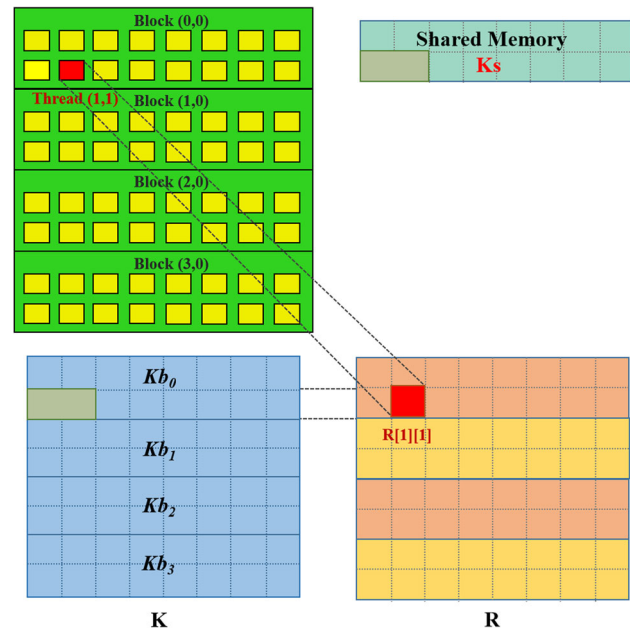 Block (0,0)
Thread (1,1)
Block (1,0)
Block (2,0)
Block (3,0)
Shared Memory
Ks
Kb0
Kb1
Kb2
Kb3
K
R[1][1]
R